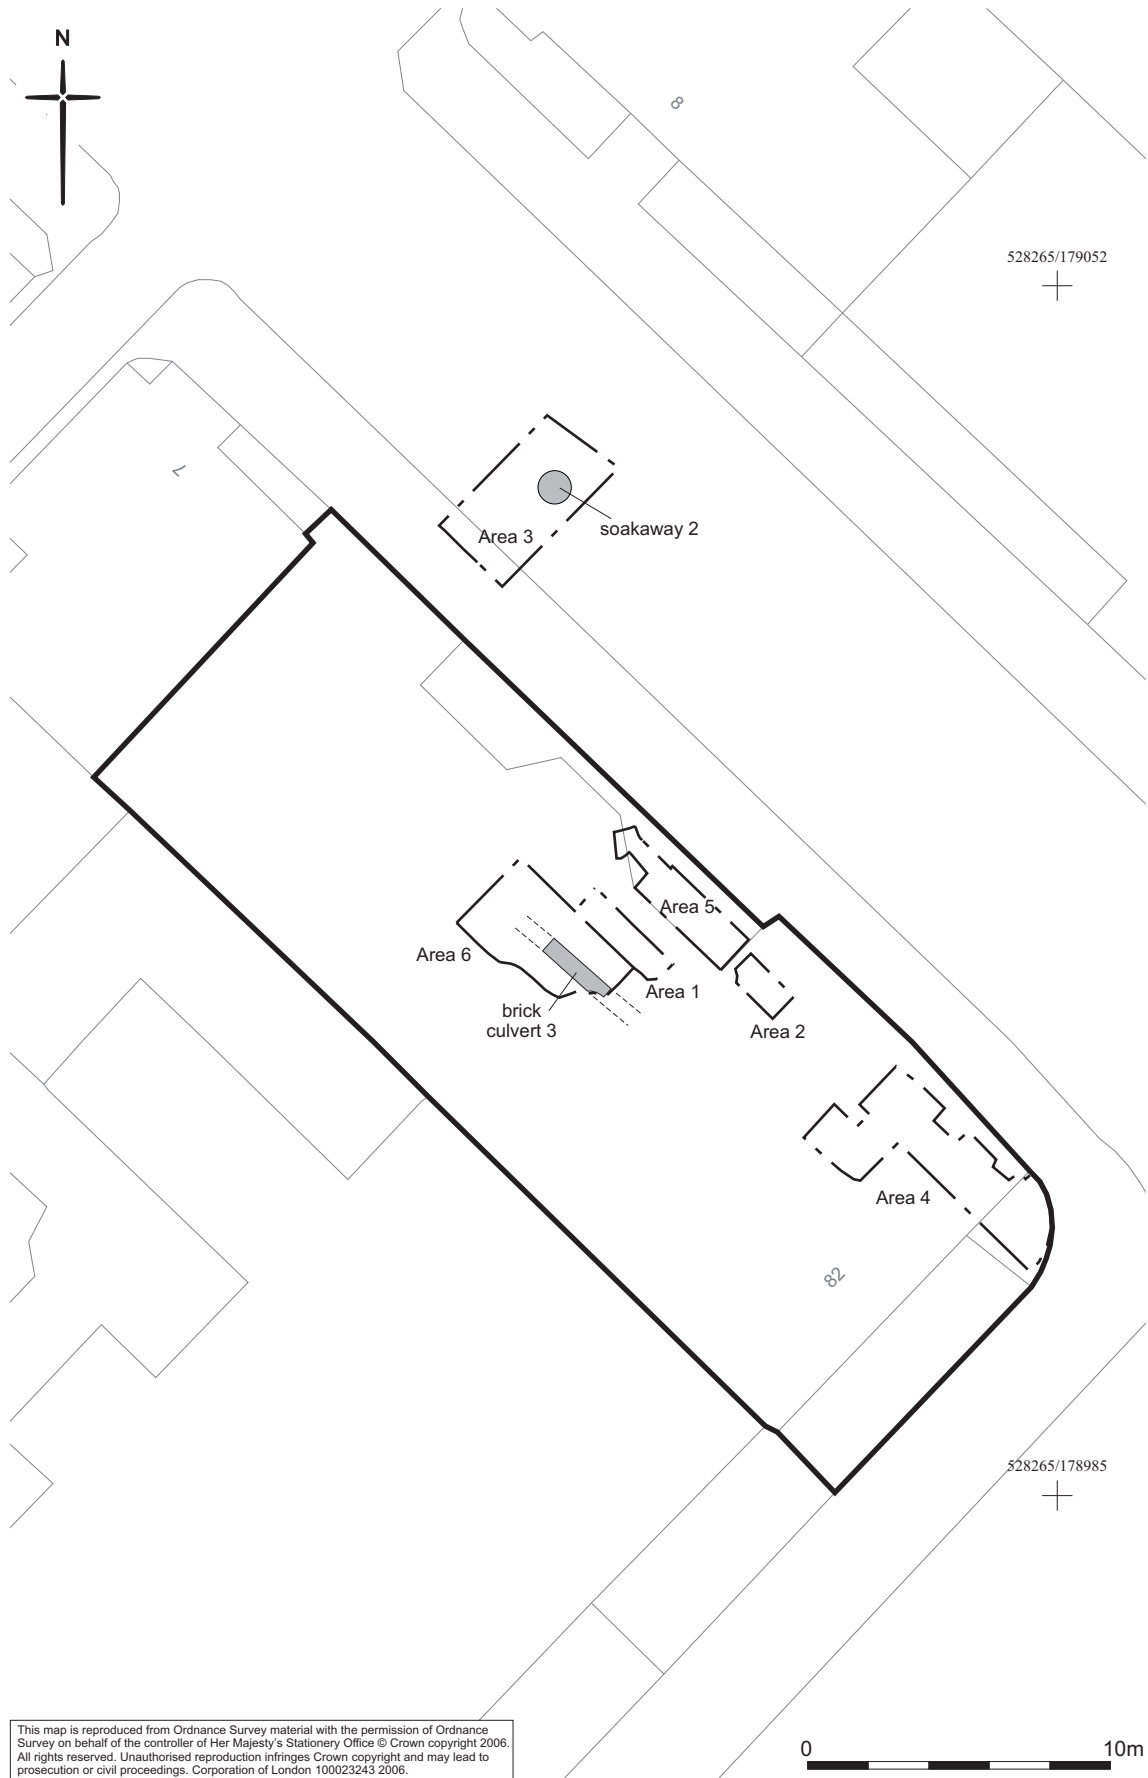 N
8
528265/179052
7
soakaway 2
Area 3
Area 5
Area 6
Area 1
brick
culvert 3
Area 2
Area 4
82
528265/178985
This map is reproduced from Ordnance Survey material with the permission of Ordnance
Survey on behalf of the controller of Her Majesty's Stationery Office © Crown copyright 2006.
All rights reserved. Unauthorised reproduction infringes Crown copyright and may lead to
prosecution or civil proceedings. Corporation of London 100023243 2006.
0 10m